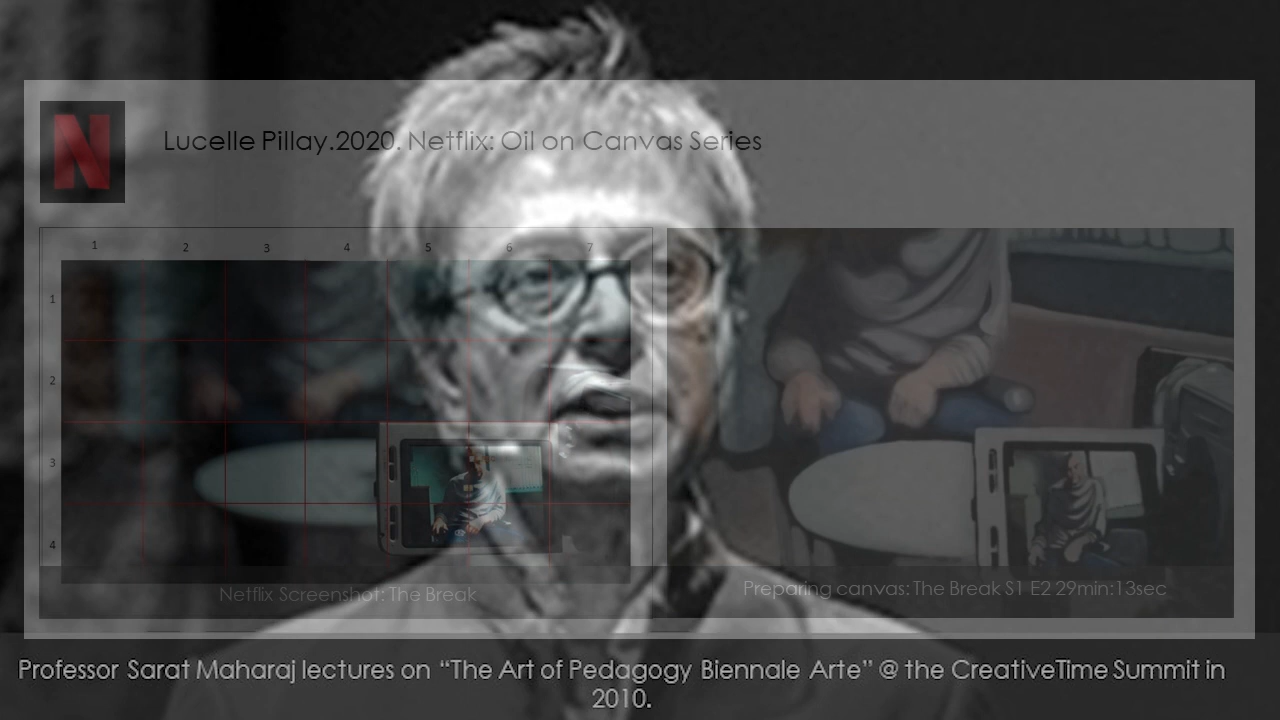 N
Lucelle Pillay.2020. Netflix: Oil on Canvas Series
1 2 3 4 5 6 7
1
2
3
4
Netflix Screenshot: The Break
Preparing canvas: The Break S1 E2 29min:13sec
Professor Sarat Maharaj lectures on “The Art of Pedagogy Biennale Arte” @ the CreativeTime Summit in
2010.